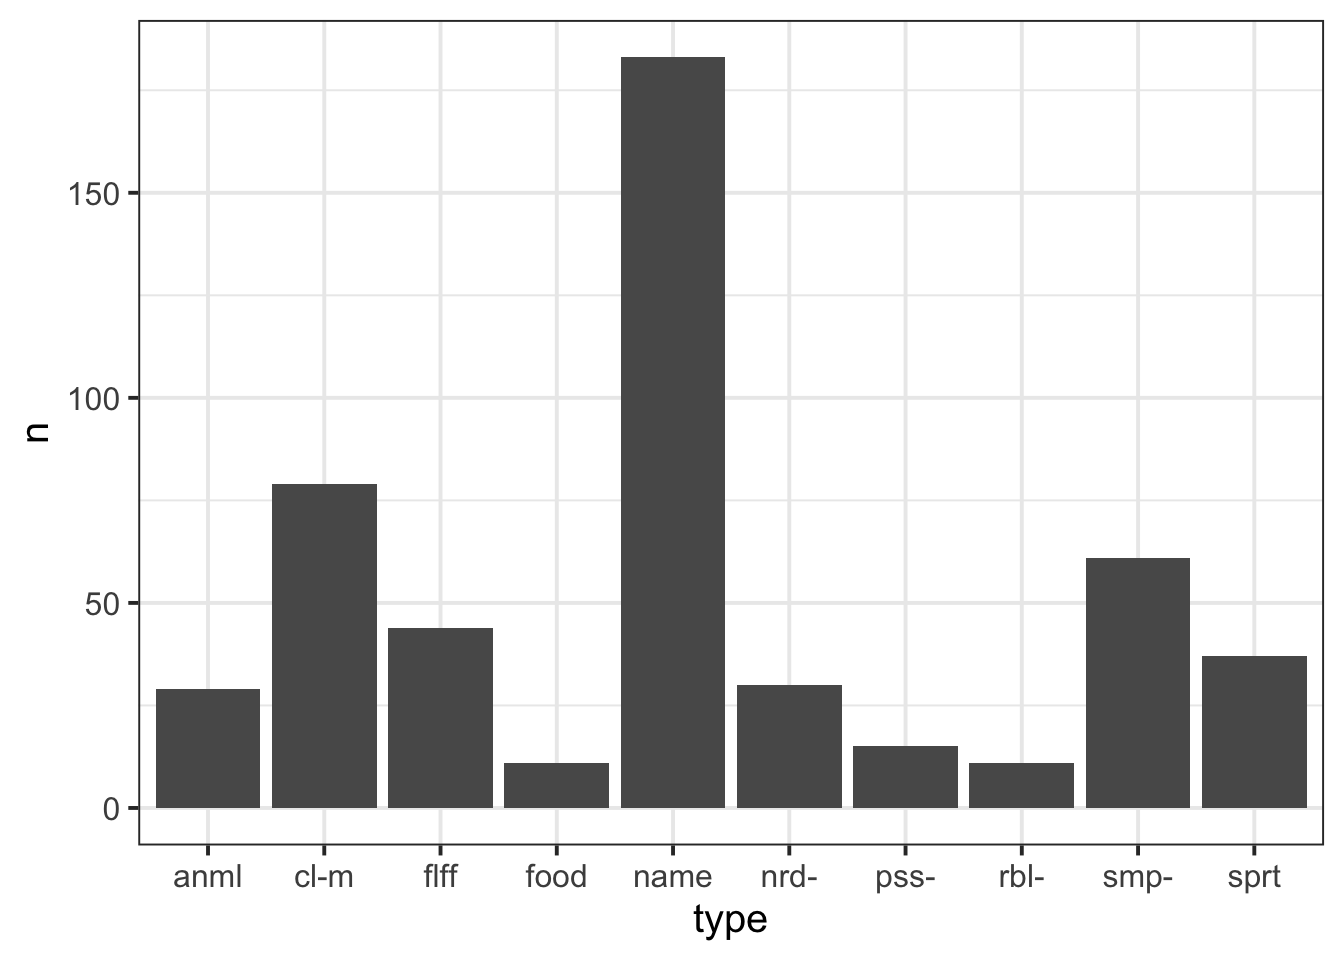 150
100
50
0
n
anml cl-m flff food name nrd- pss- rbl- smp- sprt
type